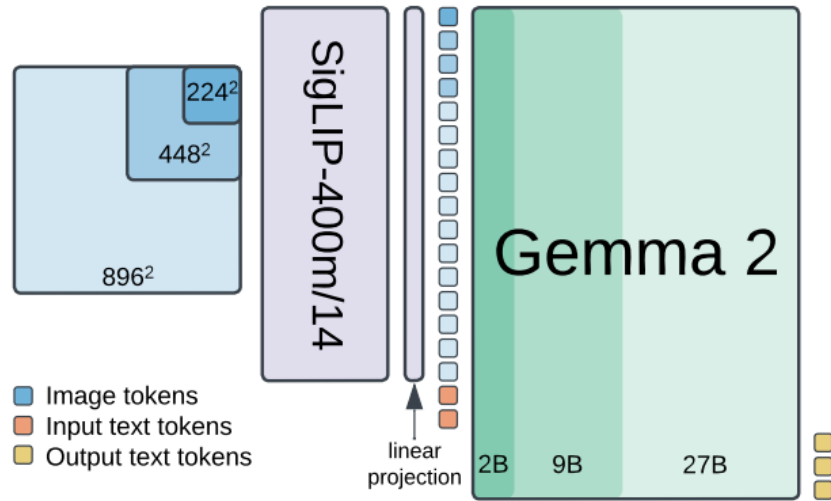 224²
448²
896²
SigLIP-400m/14
Gemma 2
2B
9B
27B
linear
projection
Image tokens
Input text tokens
Output text tokens